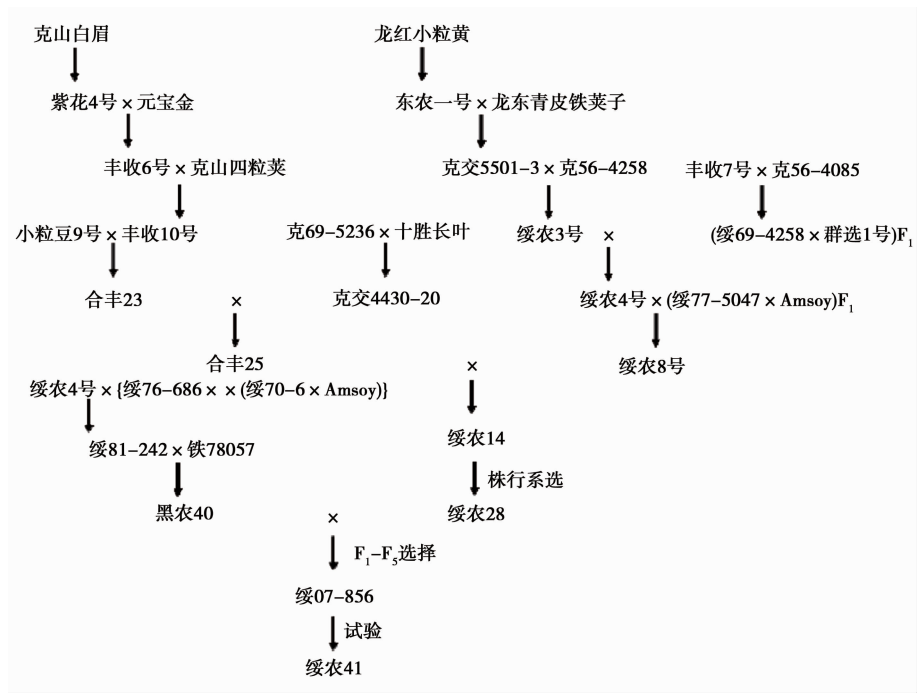 克山白眉 龙红小粒黄
紫花4号×元宝金 东农一号×龙东青皮铁荚子
丰收6号×克山四粒荚 克交5501-3×克56-4258 丰收7号×克56-4085
小粒豆9号×丰收10号 克69-5236×十胜长叶 绥农3号 × (绥69-4258×群选1号)F₁
合丰23 × 克交4430-20 绥农4号×(绥77-5047×Amsoy)F₁
合丰25 × 绥农8号
绥农4号×{绥76-686××(绥70-6×Amsoy)}
绥农14
绥81-242×铁78057
株行系选
黑农40 × 绥农28
F₁-F₅选择
绥07-856
试验
绥农41